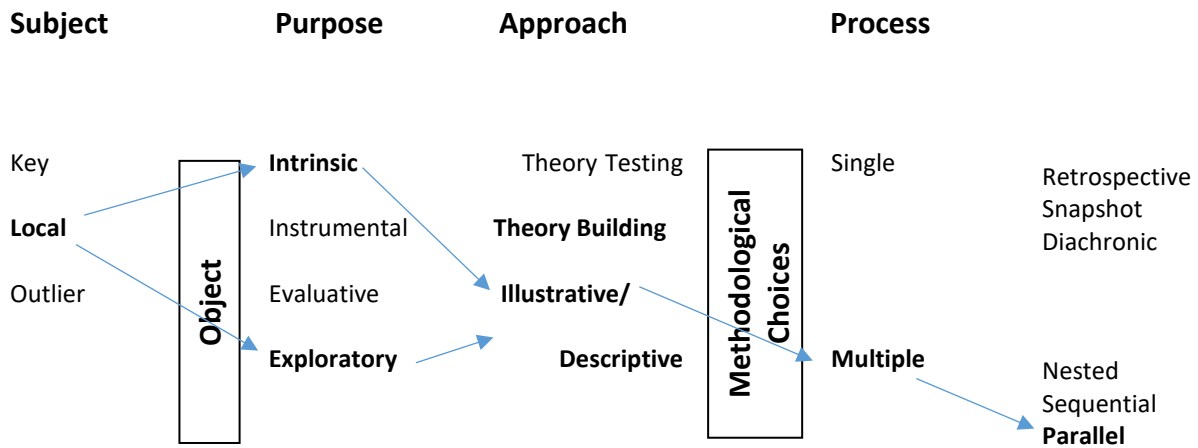 Subject Purpose Approach Process
Key Intrinsic Theory Testing Single
Retrospective
Local Instrumental Theory Building Snapshot
Diachronic
Outlier Evaluative Illustrative/
Exploratory Descriptive Multiple
Nested
Sequential
Parallel
Object
Methodological
Choices